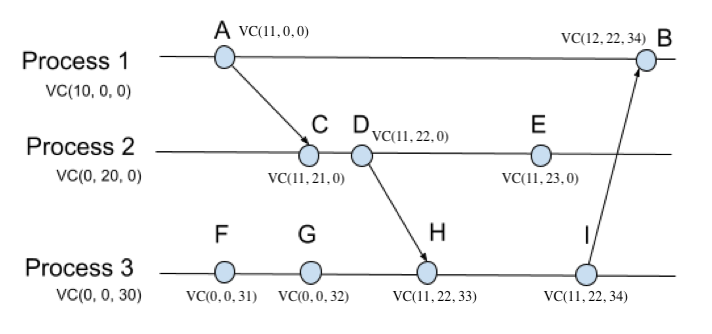 A VC(11, 0, 0)
VC(12, 22, 34) B
Process 1
VC(10, 0, 0)
C D VC(11, 22, 0) E
Process 2
VC(0, 20, 0)
VC(11, 21, 0) VC(11, 23, 0)
F G H I
Process 3
VC(0, 0, 30)
VC(0, 0, 31) VC(0, 0, 32) VC(11, 22, 33) VC(11, 22, 34)